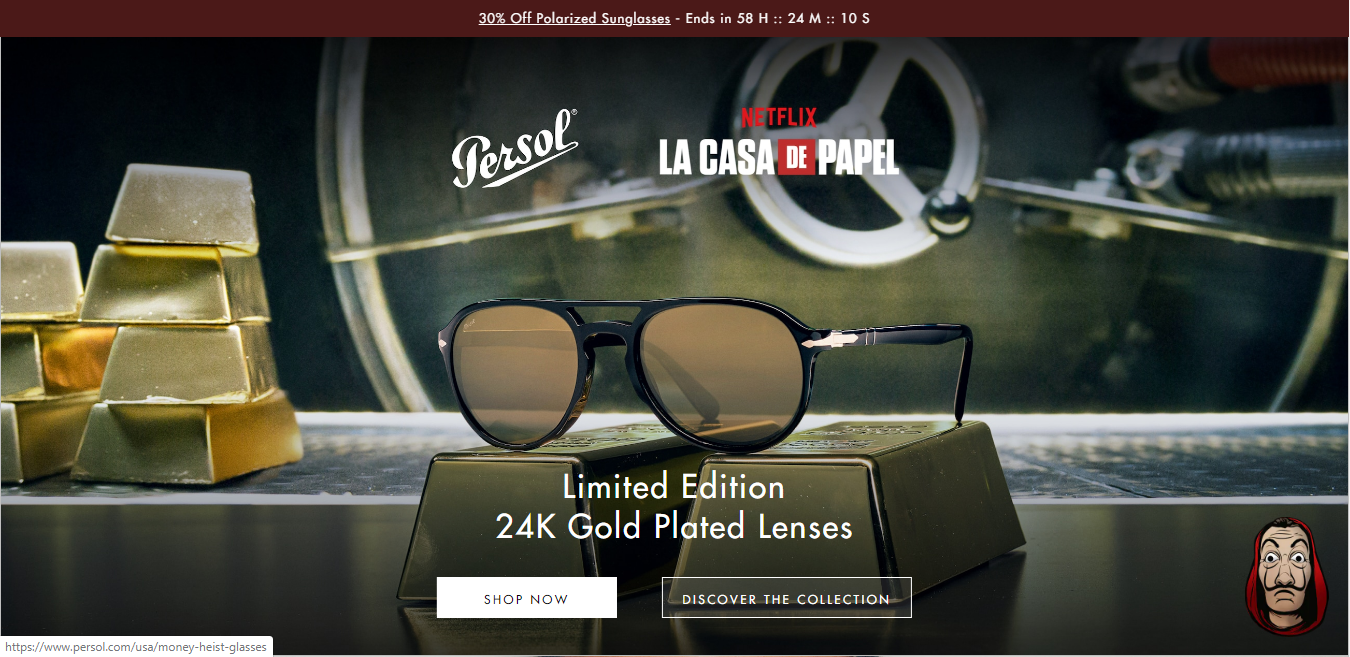 30% Off Polarized Sunglasses - Ends in 58 H :: 24 M :: 10 S
NETFLIX
Persol® LA CASA DE PAPEL
Limited Edition
24K Gold Plated Lenses
SHOP NOW DISCOVER THE COLLECTION
https://www.persol.com/usa/money-heist-glasses